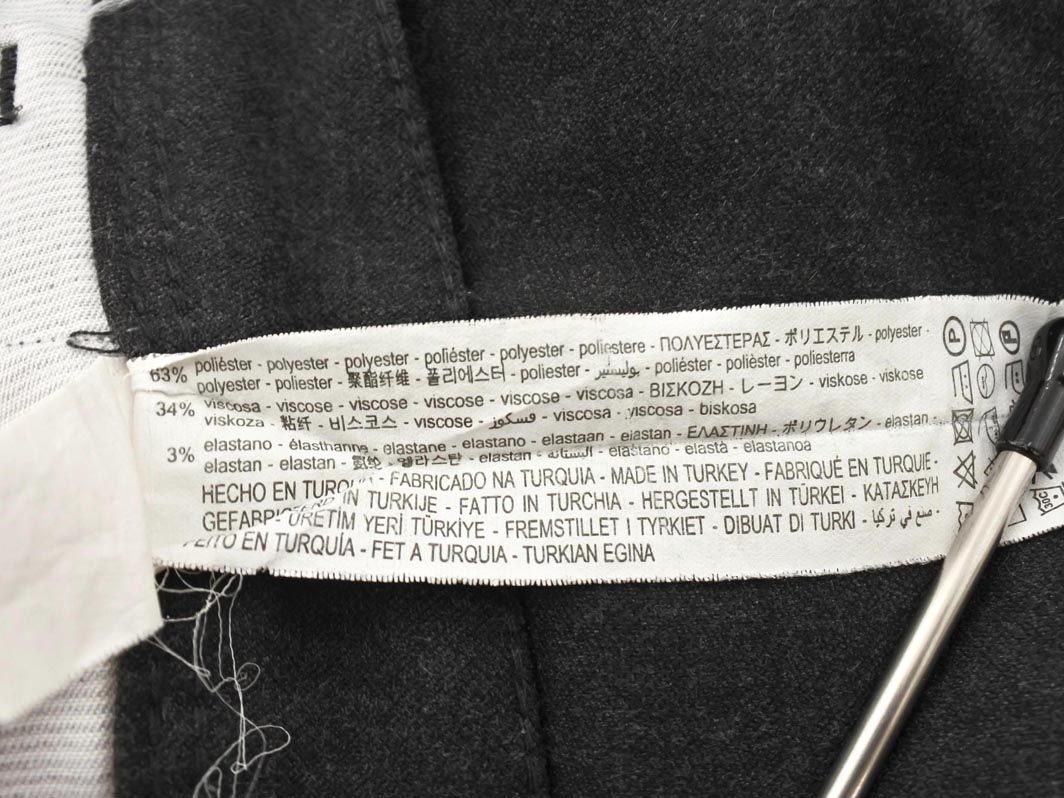 63% poliéster - polyester - polyester - poliéster - polyester - poliestere - ΠΟΛΥΕΣΤΕΡΑΣ - ポリエステル - polyester -
polyester - poliester - 聚酯纤维 - 폴리에스터 - poliester - بوليستير - poliéster - polièster - poliesterra
34% viscosa - viscose - viscose - viscose - viscose - viscosa - ΒΙΣΚΟΖΗ - レーヨン - viskose - viskose
viskoza - 粘纤 - 비스코스 - viscose - فسكوز - viscosa - viscosa - biskosa
3% elastano - élasthanne - elastane - elastano - elastaan - elastan - ΕΛΑΣΤΙΝΗ - ポリウレタン - elastan -
elastan - elastan - 엘라스탄 - elastan - البستانه - elastano - elastà - elastanoa
HECHO EN - FABRICADO NA TURQUIA - MADE IN TURKEY - FABRIQUÉ EN TURQUIE -
IN TURKIJE - FATTO IN TURCHIA - HERGESTELLT IN TÜRKEI - ΚΑΤΑΣΚΕΥΗ
ÜRETİM YERİ TÜRKİYE - FREMSTILLET I TYRKIET - DIBUAT DI TURKI - صنع في تركيا -
EN TURQUÍA - FET A TURQUIA - TURKIAN EGINA
P